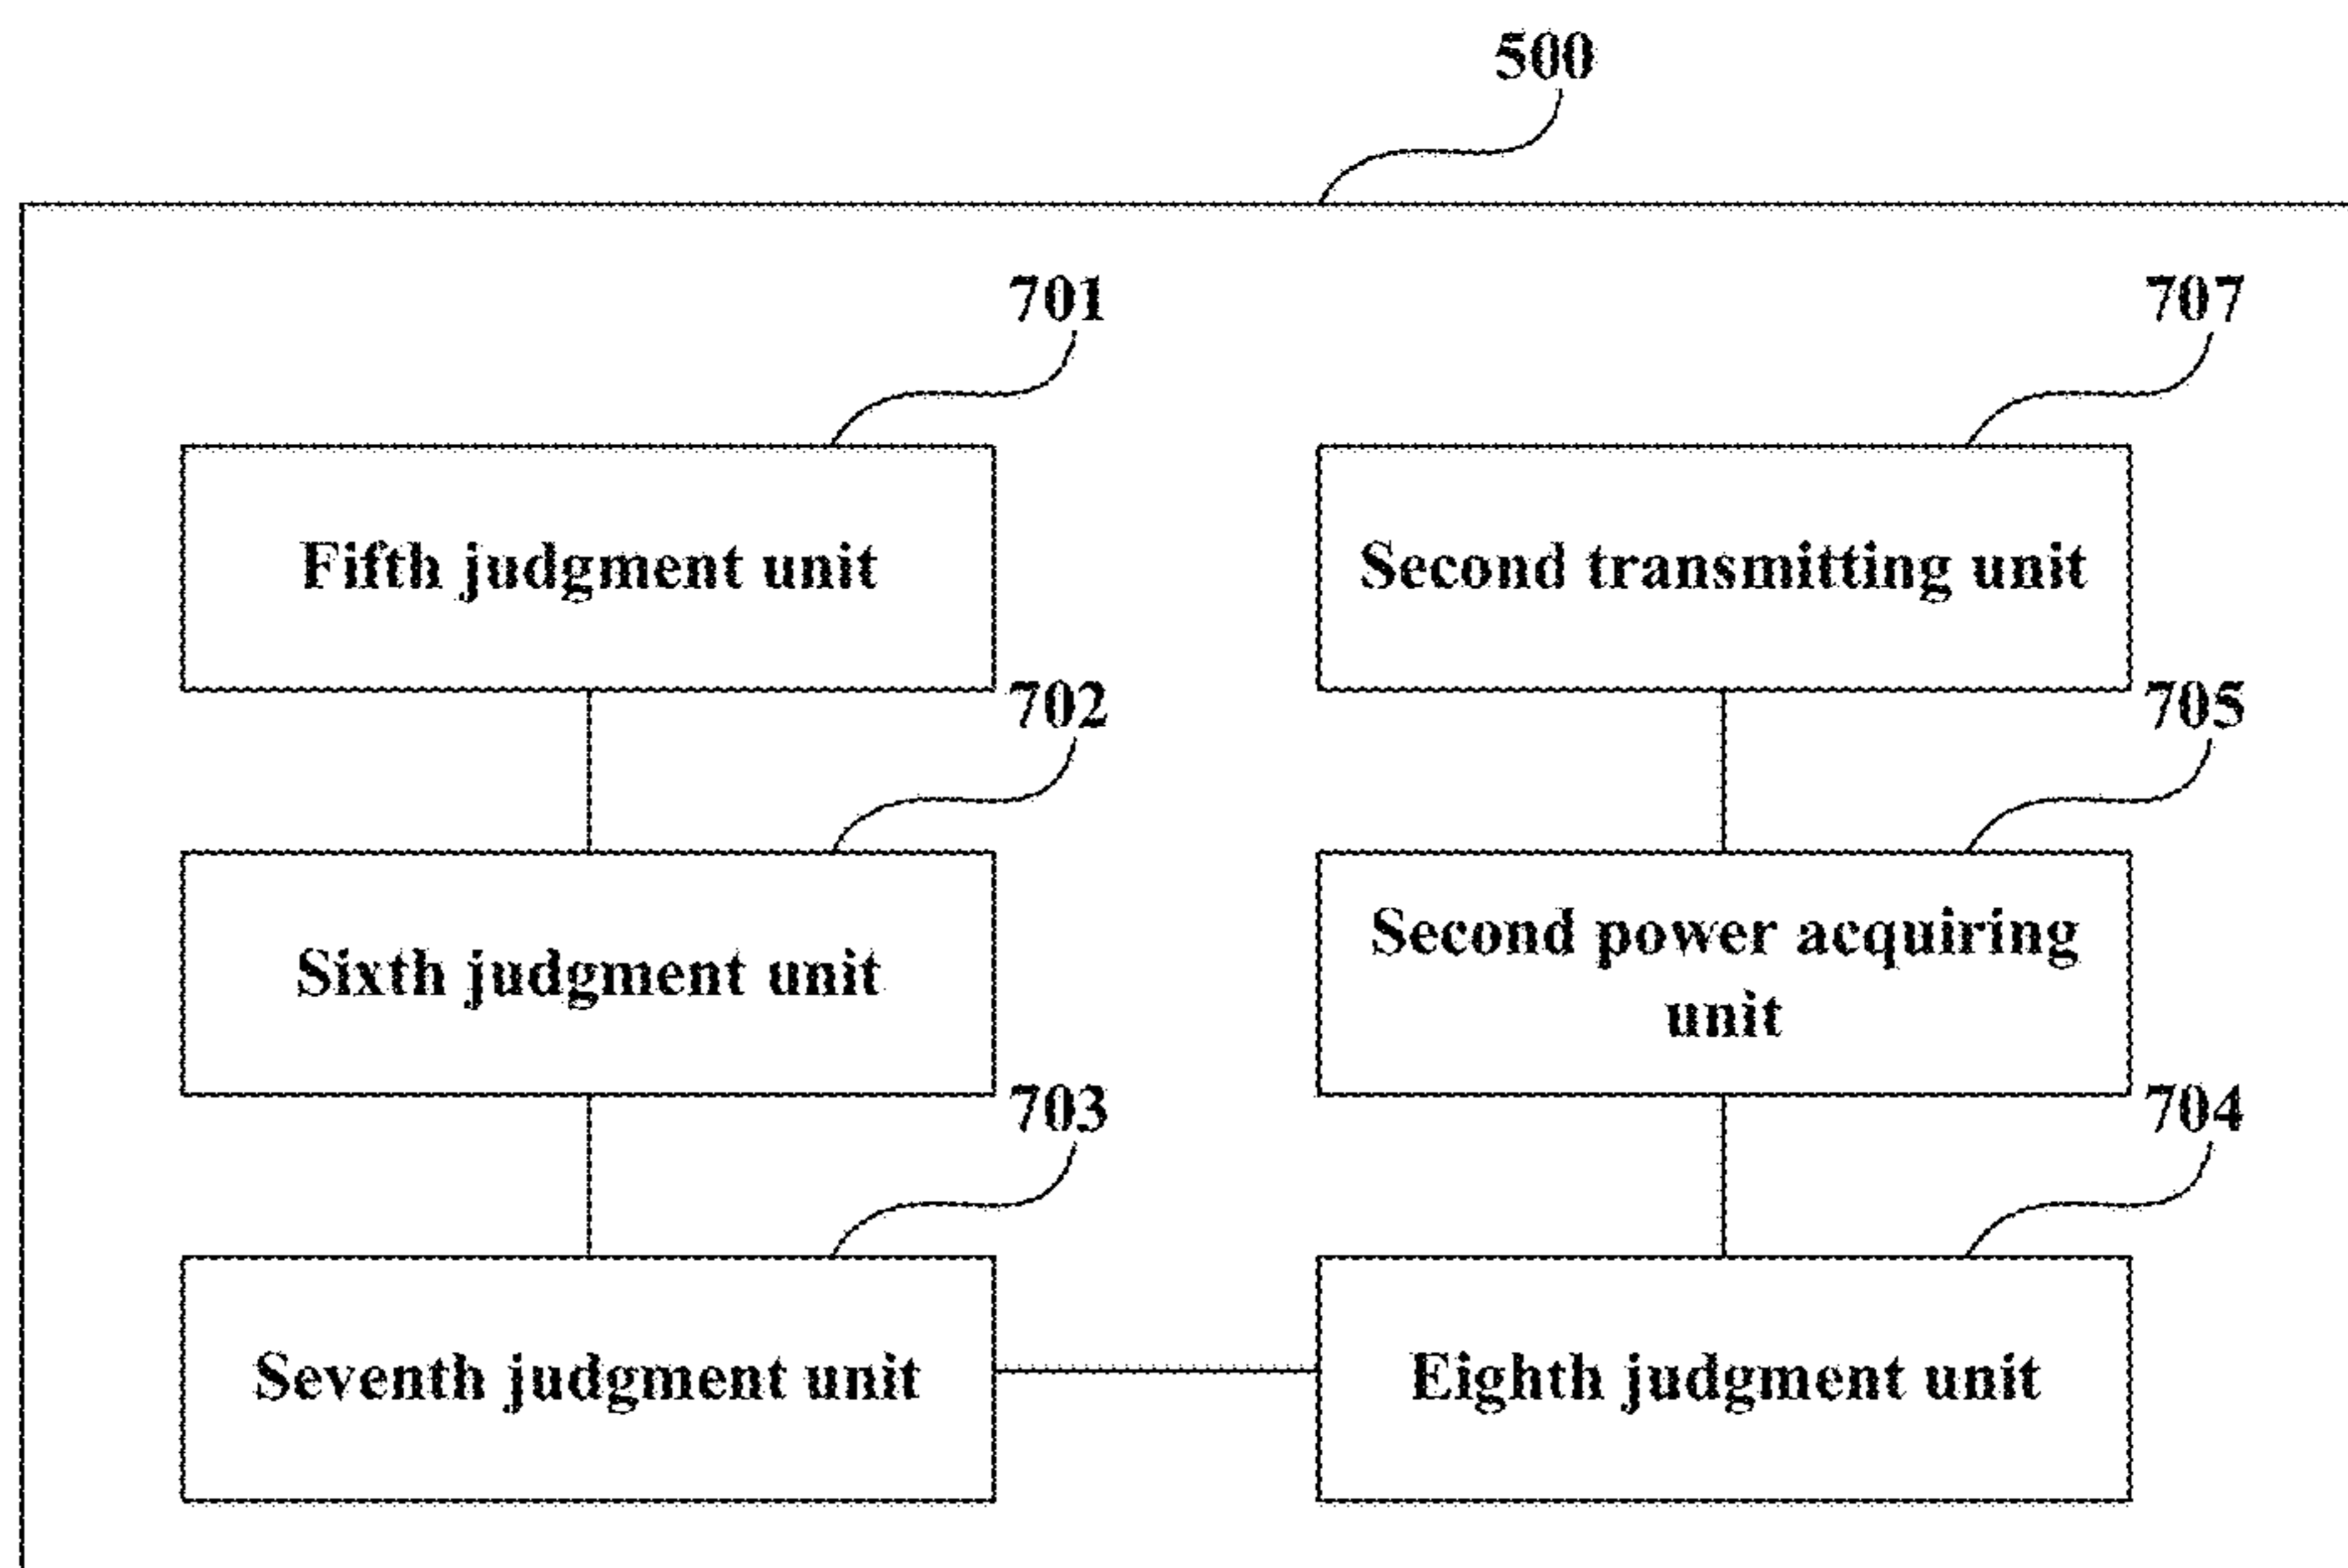 500
701
707
Fifth judgment unit
Second transmitting unit
702
705
Sixth judgment unit
Second power acquiring
unit
703
704
Seventh judgment unit
Eighth judgment unit